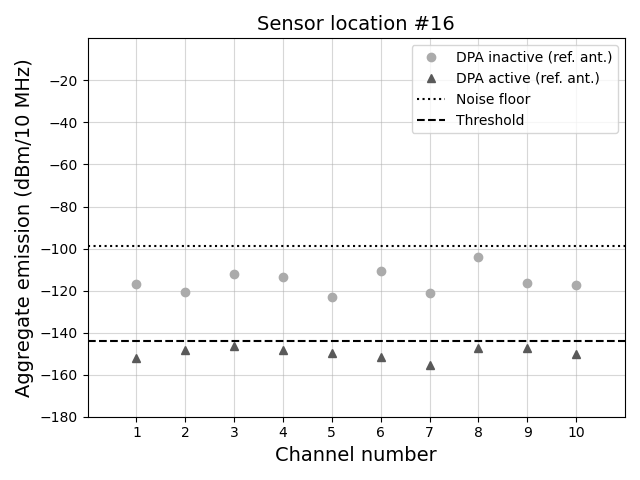 Sensor location #16
DPA inactive (ref. ant.)
DPA active (ref. ant.)
Noise floor
Threshold
Aggregate emission (dBm/10 MHz)
−20
−40
−60
−80
−100
−120
−140
−160
−180
1 2 3 4 5 6 7 8 9 10
Channel number